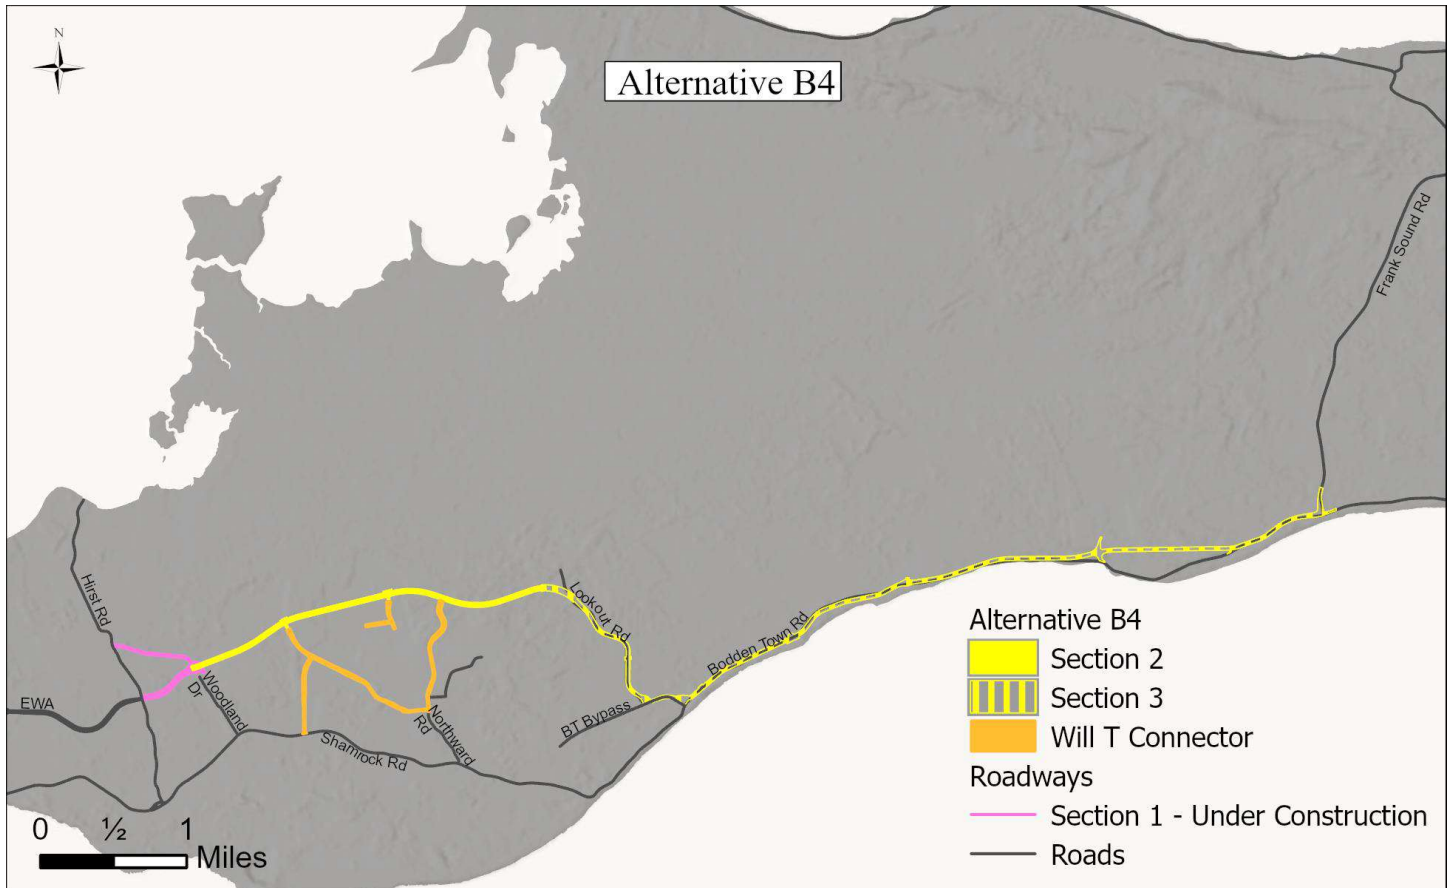 N
Alternative B4
Frank Sound Rd
Hirst Rd
Lookout Rd
Bodden Town Rd
Woodland
Dr
EWA
BT Bypass
Northward
Rd
Shamrock Rd
Alternative B4
Section 2
Section 3
Will T Connector
Roadways
Section 1 - Under Construction
Roads
0 ½ 1
Miles